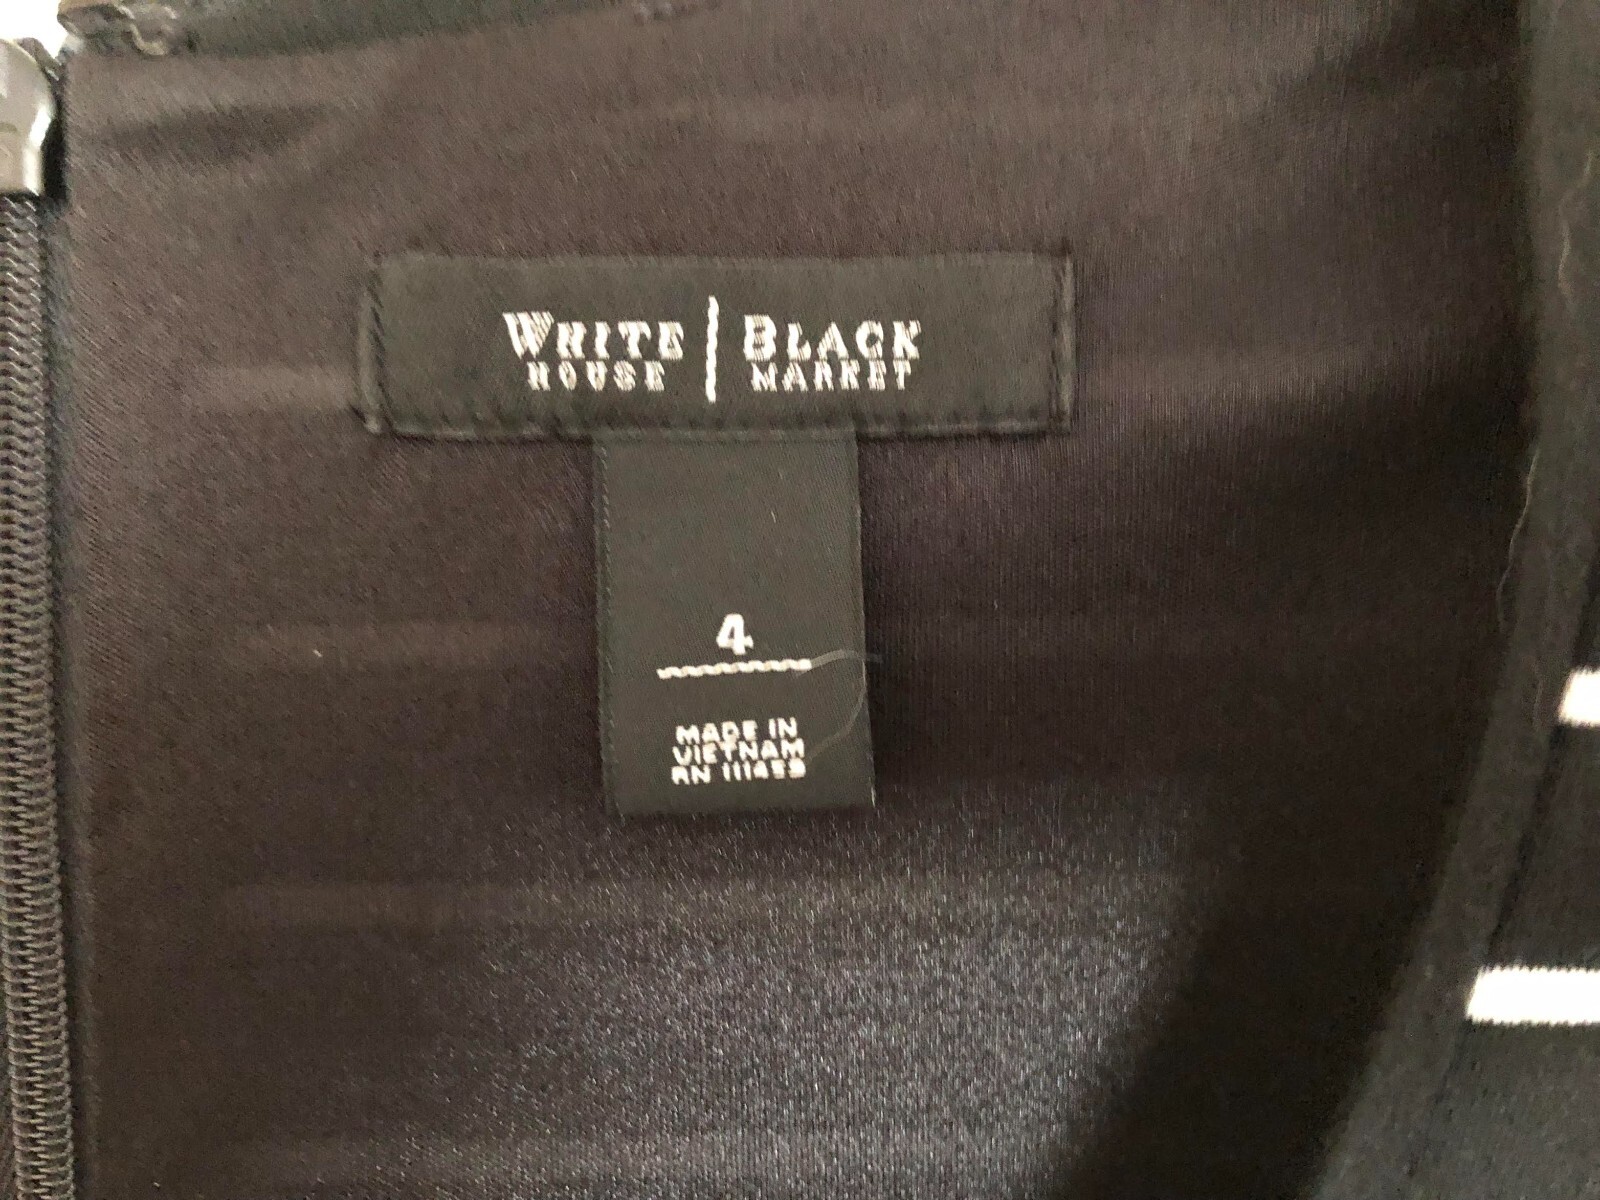 WHITE | BLACK
HOUSE | MARKET
4
MADE IN
VIETNAM
RN 111459